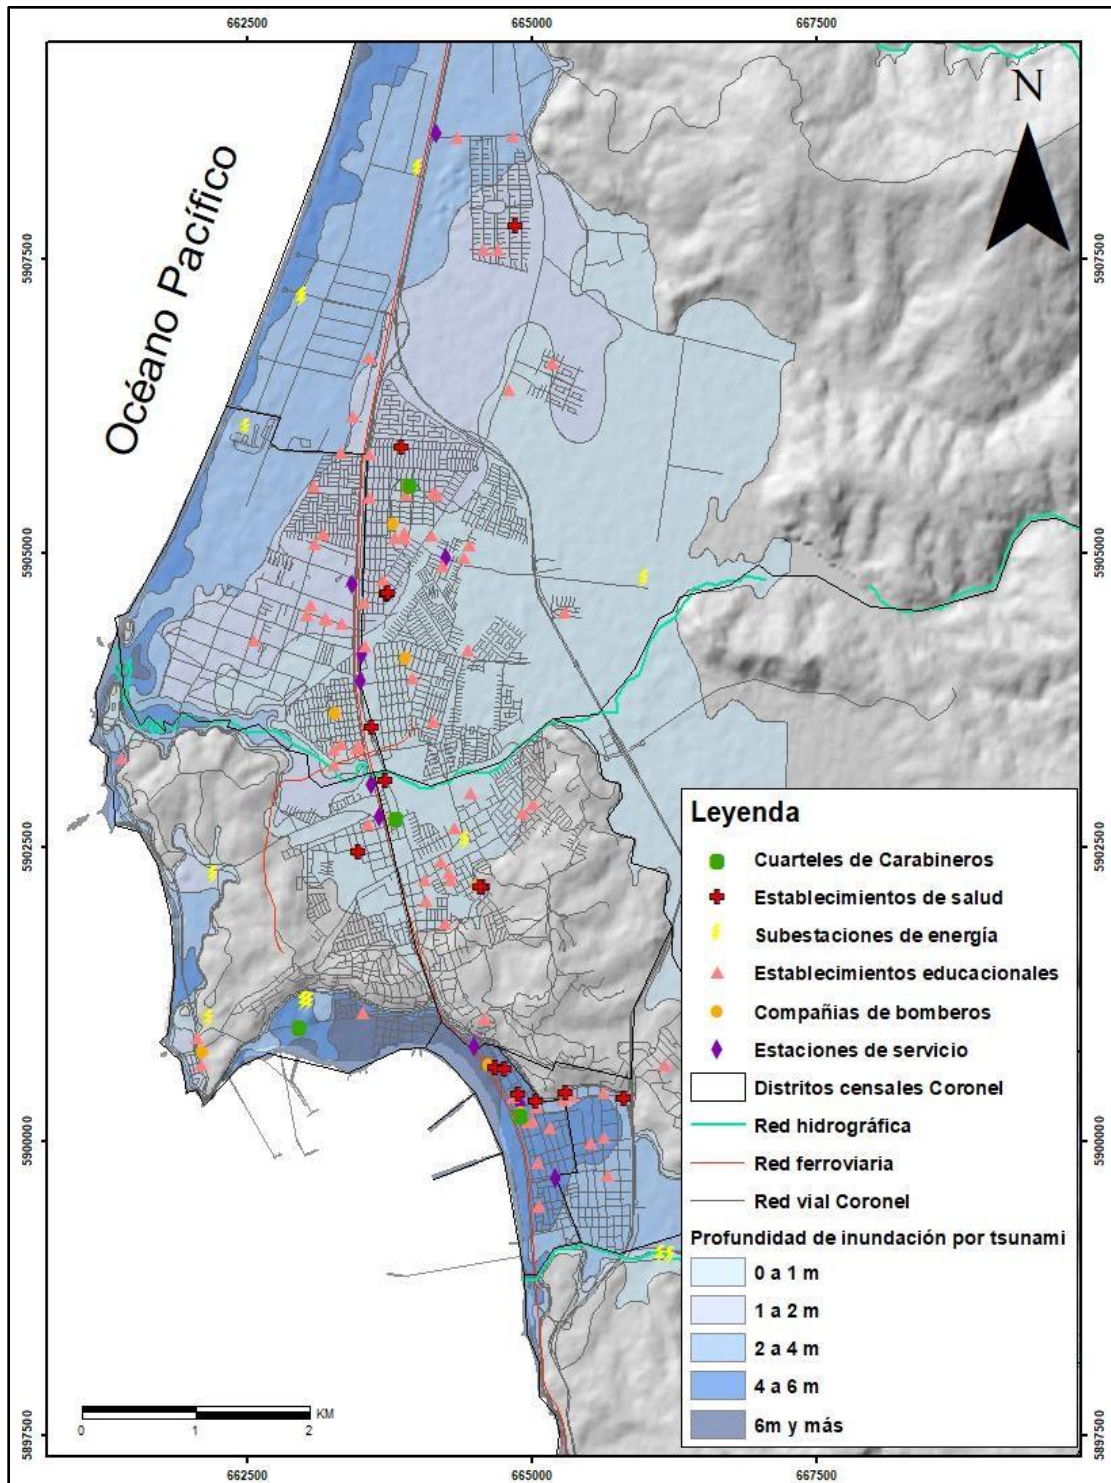 662500
665000
667500
N
Océano Pacífico
5907500
5907500
5905000
5905000
5902500
5902500
5900000
5900000
5897500
5897500
Leyenda
Cuarteles de Carabineros
Establecimientos de salud
Subestaciones de energía
Establecimientos educacionales
Compañias de bomberos
Estaciones de servicio
Distritos censales Coronel
Red hidrográfica
Red ferroviaria
Red vial Coronel
Profundidad de inundación por tsunami
0 a 1 m
1 a 2 m
2 a 4 m
4 a 6 m
6m y más
KM
0 1 2
662500
665000
667500